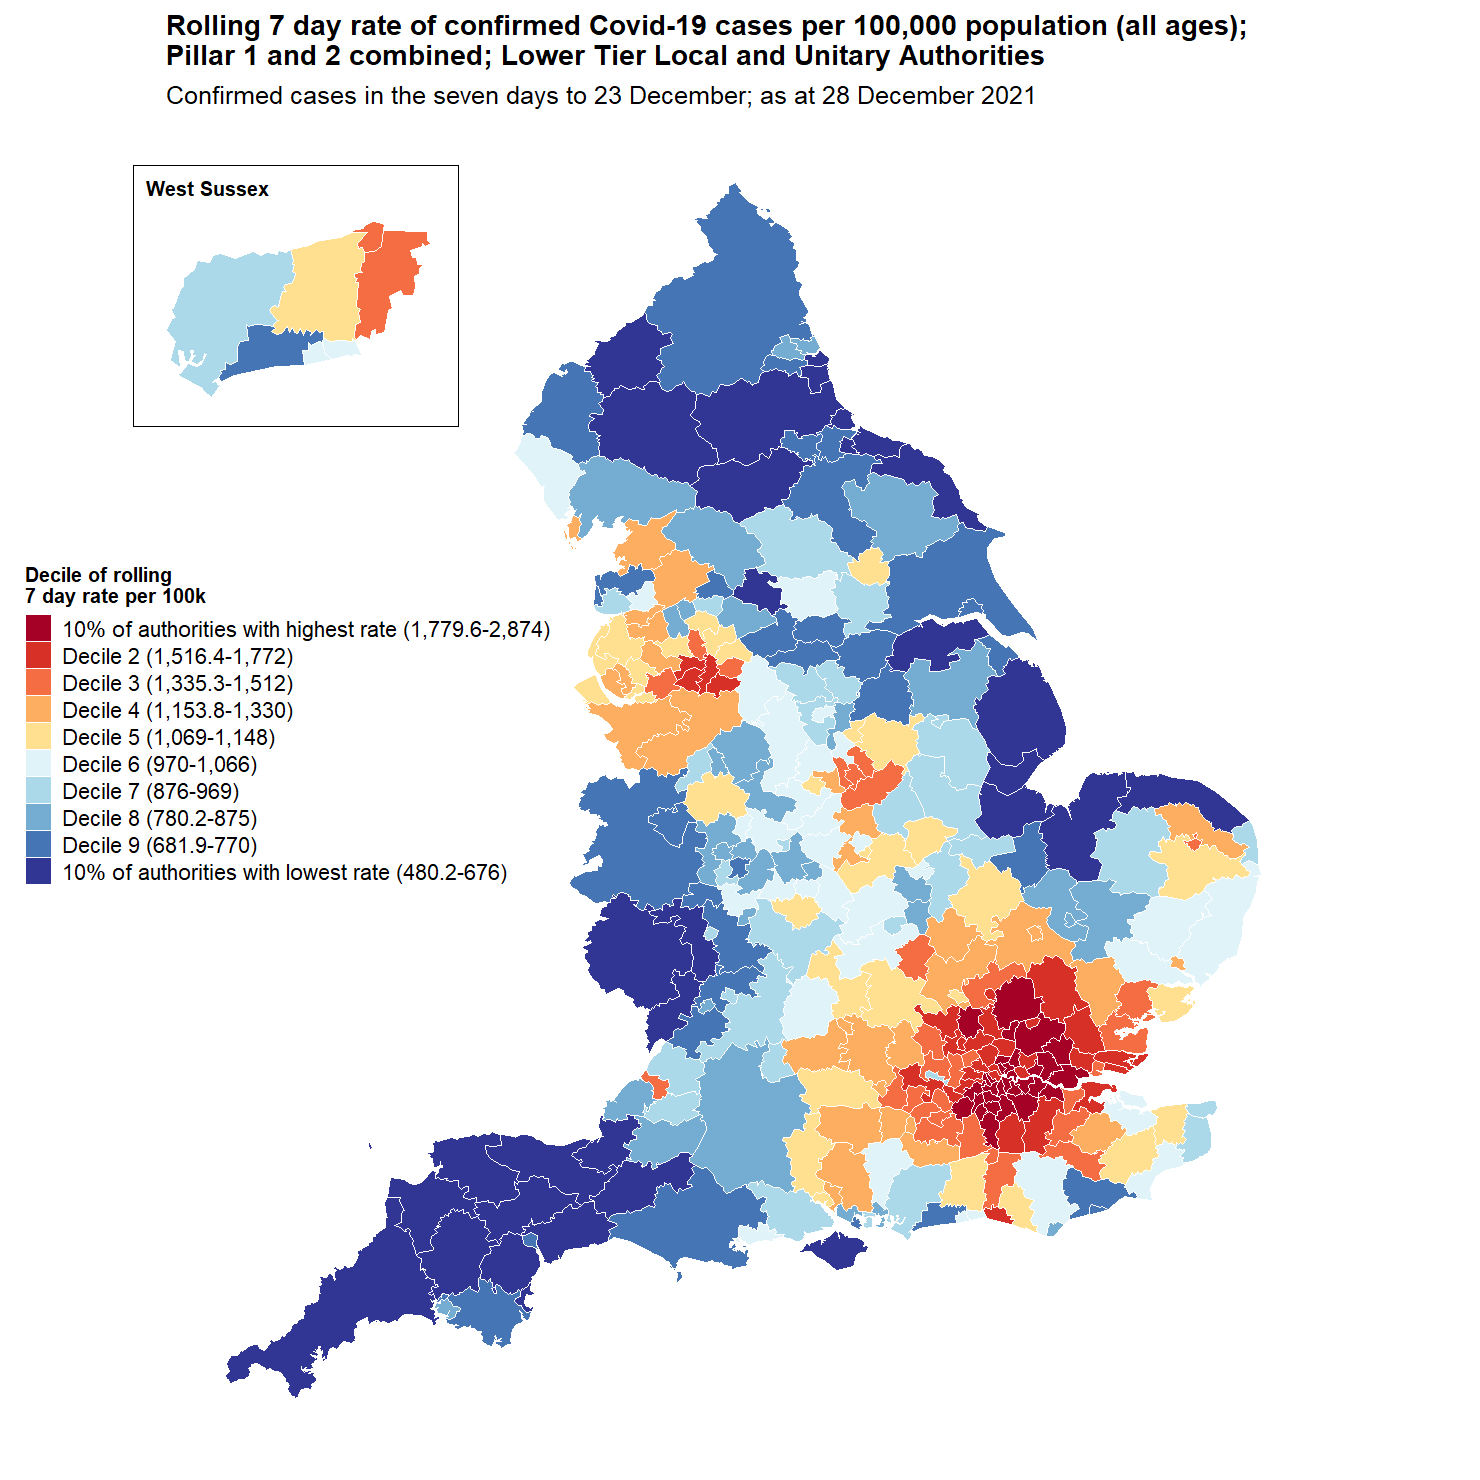 Rolling 7 day rate of confirmed Covid-19 cases per 100,000 population (all ages);
Pillar 1 and 2 combined; Lower Tier Local and Unitary Authorities
Confirmed cases in the seven days to 23 December; as at 28 December 2021
West Sussex
Decile of rolling
7 day rate per 100k
10% of authorities with highest rate (1,779.6-2,874)
Decile 2 (1,516.4-1,772)
Decile 3 (1,335.3-1,512)
Decile 4 (1,153.8-1,330)
Decile 5 (1,069-1,148)
Decile 6 (970-1,066)
Decile 7 (876-969)
Decile 8 (780.2-875)
Decile 9 (681.9-770)
10% of authorities with lowest rate (480.2-676)